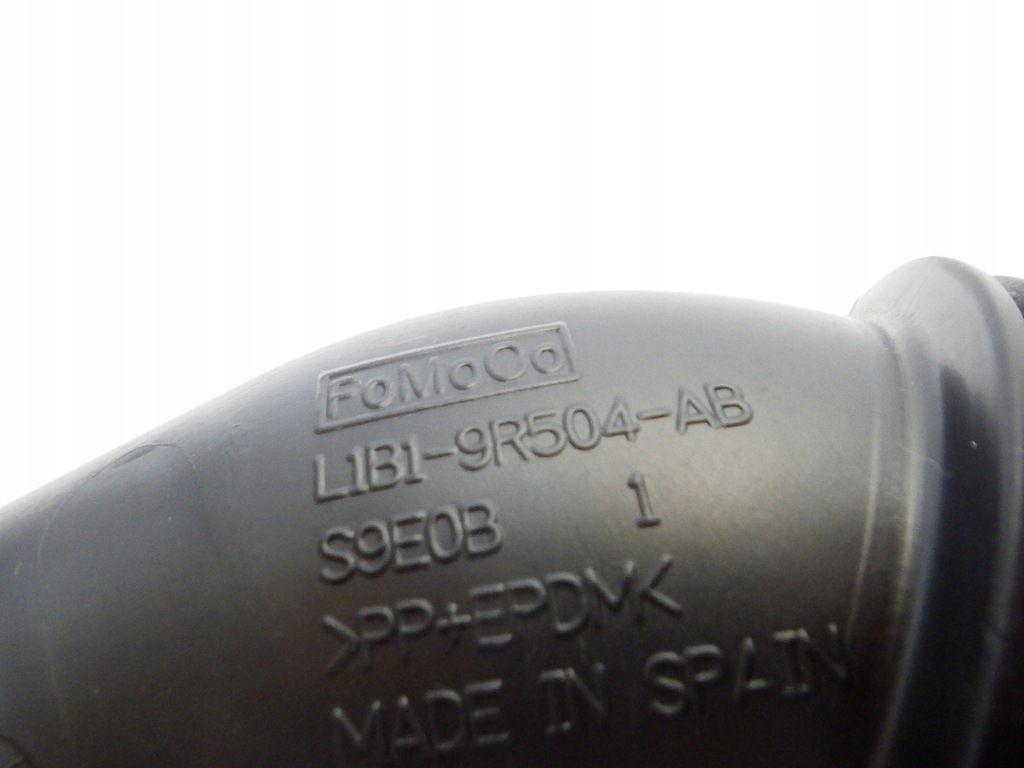 FoMoCo
L1B1-9R504-AB
S9E0B 1
>PP+EPDM<
MADE IN SPAIN